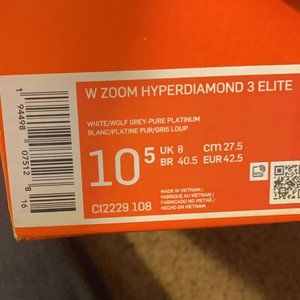 W ZOOM HYPERDIAMOND 3 ELITE
WHITE/WOLF GREY-PURE PLATINUM
BLANC/PLATINE PUR/GRIS LOUP
10 5
UK 8 cm 27.5
BR 40.5 EUR 42.5
CI2229 108
MADE IN VIETNAM /
FABRIQUÉ AU VIETNAM /
FABRICADO NO VIETNÃ /
HECHO EN VIETNAM
1 94498 07512 8 16